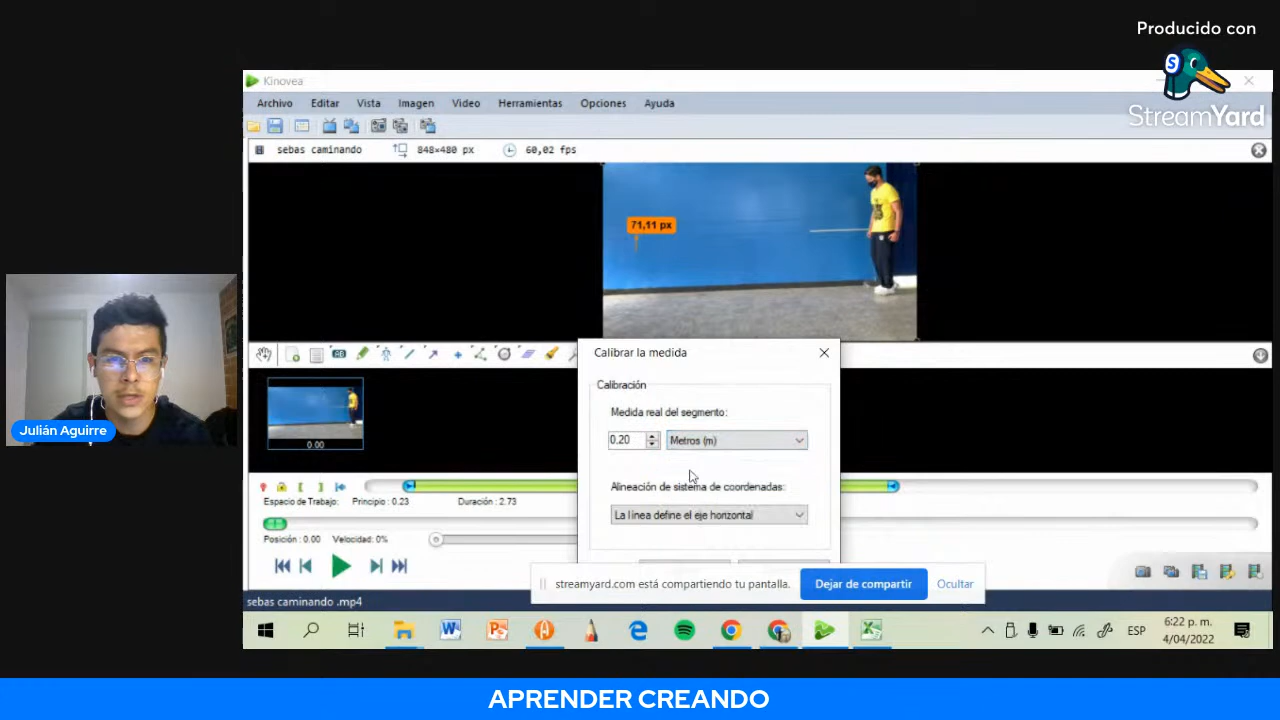 Producido con
StreamYard
Kinovea
Archivo Editar Vista Imagen Video Herramientas Opciones Ayuda
sebas caminando 848×480 px 60,02 fps
71,11 px
Calibrar la medida
Calibración
Medida real del segmento:
0.20 Metros (m)
Alineación de sistema de coordenadas:
La línea define el eje horizontal
0.00
Espacio de Trabajo: Principio : 0.23 Duración : 2.73
Posición : 0.00 Velocidad: 0%
Julián Aguirre
streamyard.com está compartiendo tu pantalla. Dejar de compartir Ocultar
sebas caminando .mp4
ESP 6:22 p. m.
4/04/2022
APRENDER CREANDO